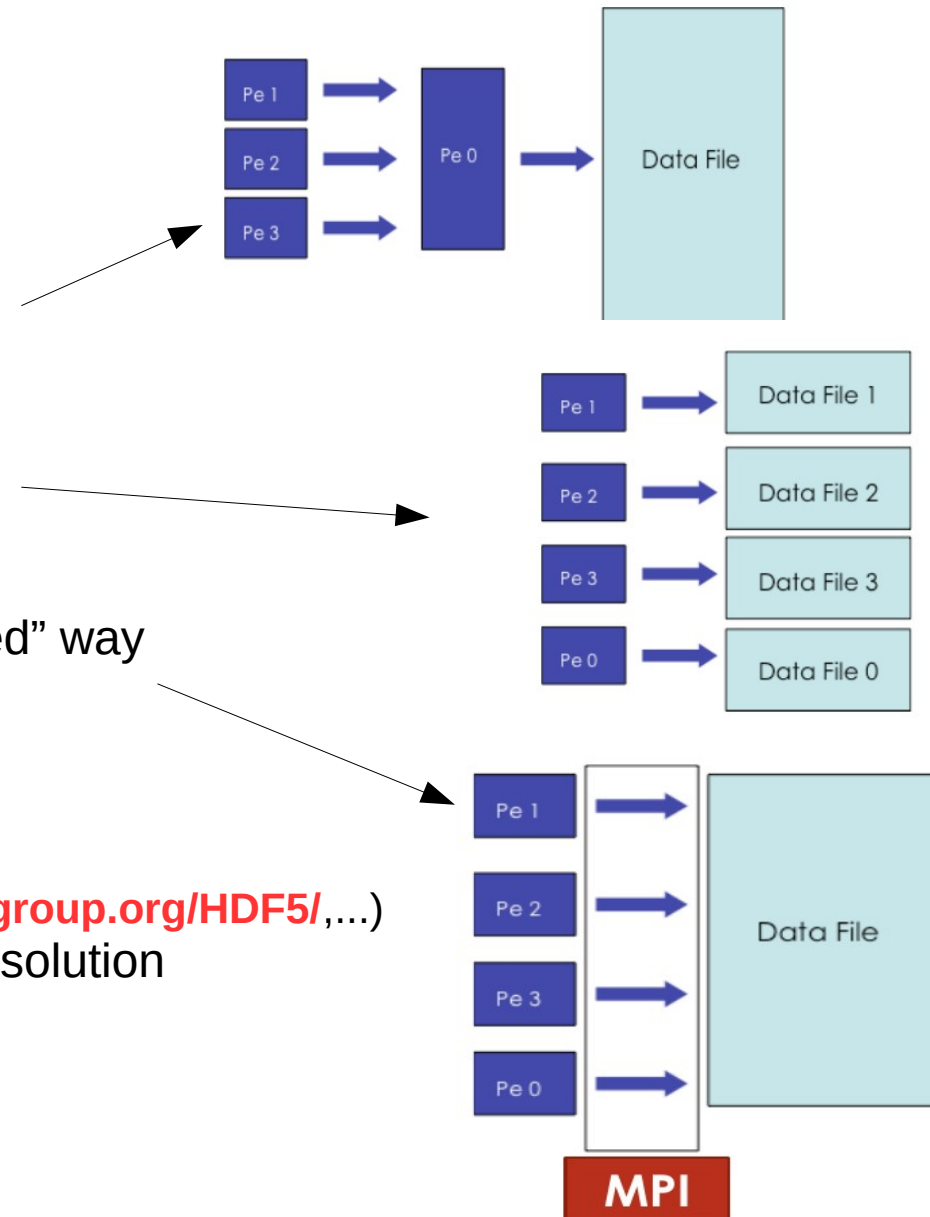 Pe 1
Pe 2
Pe 3
Pe 0
Data File
Pe 1
Data File 1
Pe 2
Data File 2
Pe 3
Data File 3
Pe 0
Data File 0
ed” way
Pe 1
Pe 2
Pe 3
Pe 0
Data File
group.org/HDF5/,...)
solution
MPI